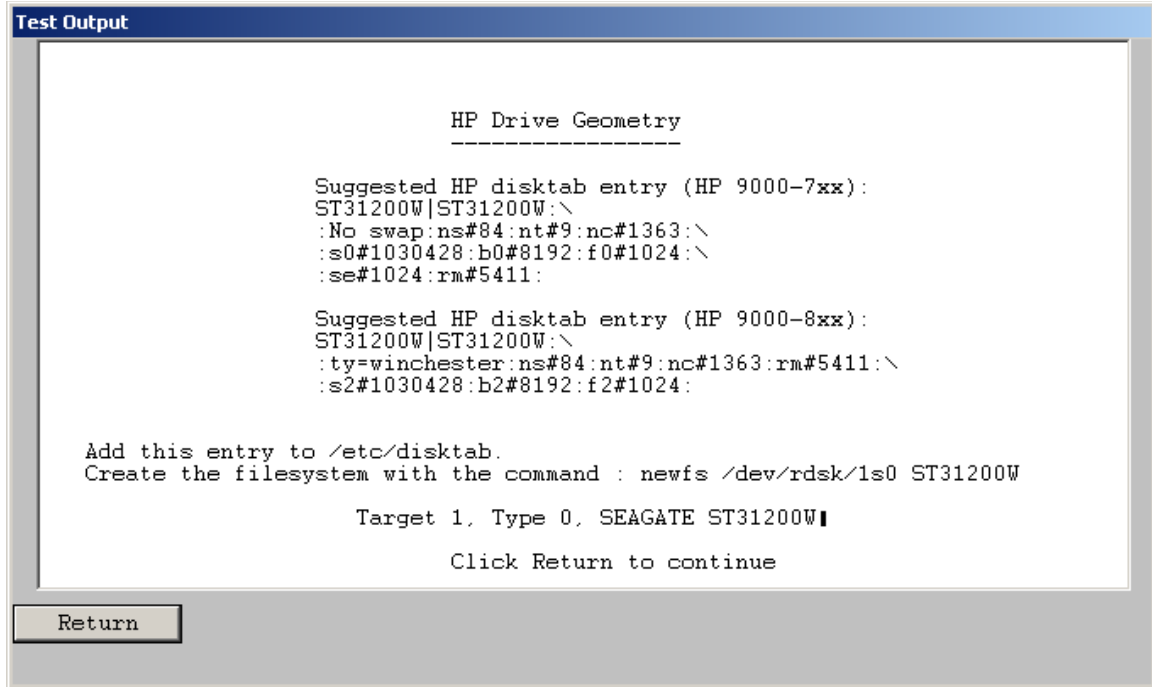 Test Output
HP Drive Geometry
-----------------
Suggested HP disktab entry (HP 9000-7xx):
ST31200W|ST31200W:\
:No swap:ns#84:nt#9:nc#1363:\
:s0#1030428:b0#8192:f0#1024:\
:se#1024:rm#5411:
Suggested HP disktab entry (HP 9000-8xx):
ST31200W|ST31200W:\
:ty=winchester:ns#84:nt#9:nc#1363:rm#5411:\
:s2#1030428:b2#8192:f2#1024:
Add this entry to /etc/disktab.
Create the filesystem with the command : newfs /dev/rdsk/1s0 ST31200W
Target 1, Type 0, SEAGATE ST31200W
Click Return to continue
Return